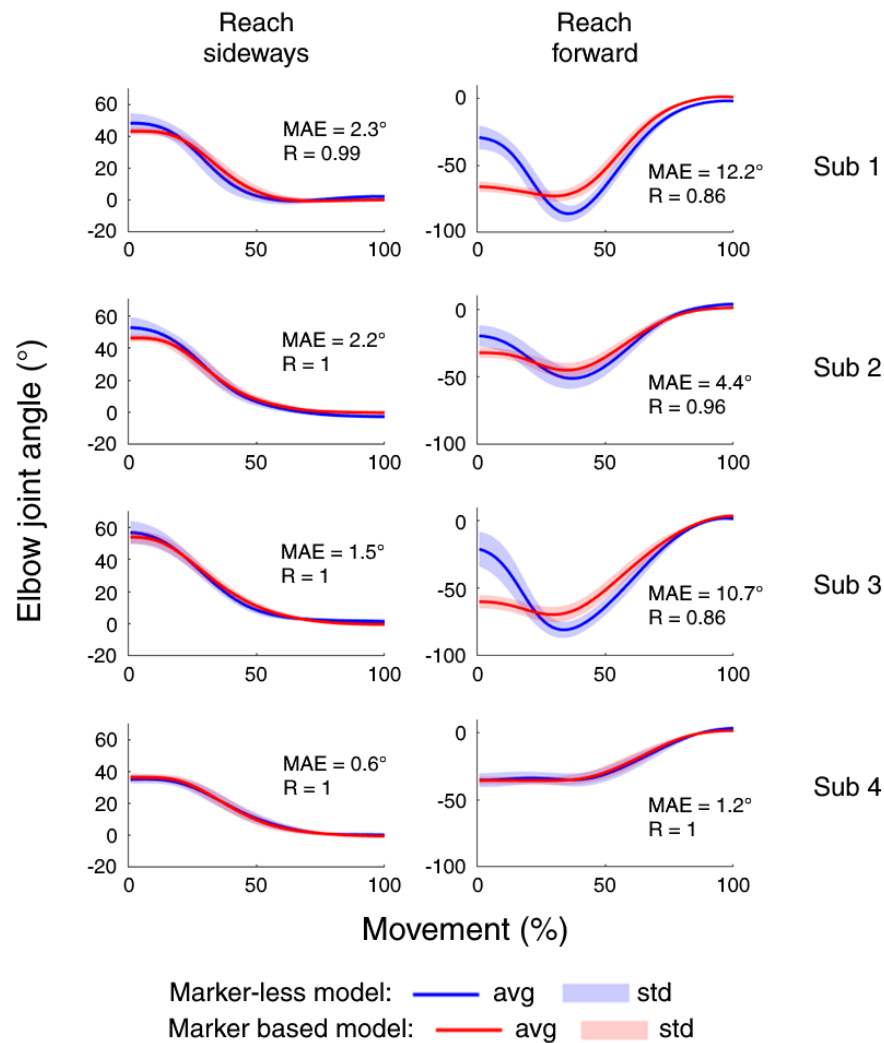 Reach
sideways
Reach
forward
Elbow joint angle (°)
60
40
20
0
-20
0
50
100
MAE = 2.3°
R = 0.99
0
-50
-100
0
50
100
MAE = 12.2°
R = 0.86
Sub 1
60
40
20
0
-20
0
50
100
MAE = 2.2°
R = 1
0
-50
-100
0
50
100
MAE = 4.4°
R = 0.96
Sub 2
60
40
20
0
-20
0
50
100
MAE = 1.5°
R = 1
0
-50
-100
0
50
100
MAE = 10.7°
R = 0.86
Sub 3
60
40
20
0
-20
0
50
100
MAE = 0.6°
R = 1
0
-50
-100
0
50
100
MAE = 1.2°
R = 1
Sub 4
Movement (%)
Marker-less model: avg std
Marker based model: avg std